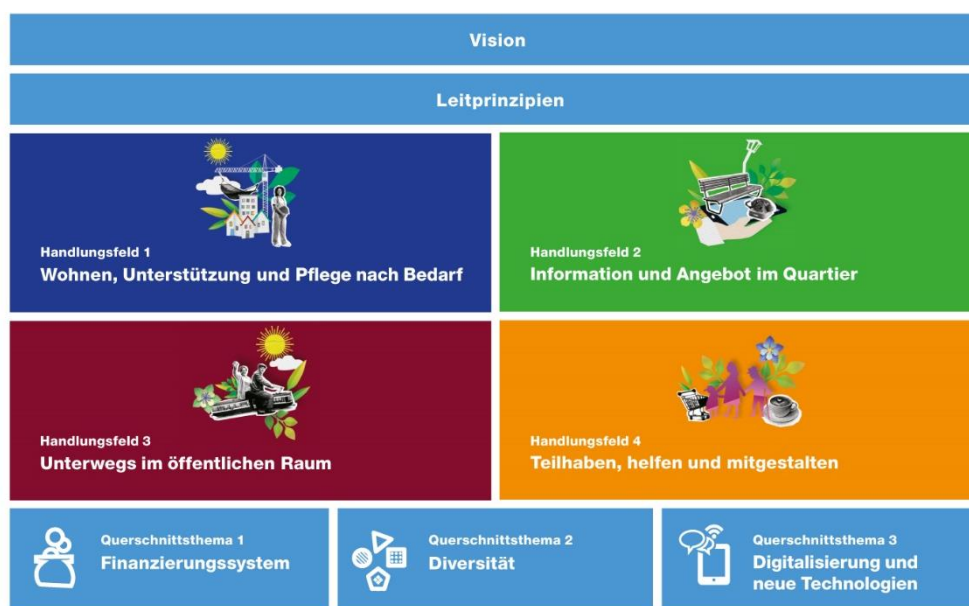 Vision
Leitprinzipien
Handlungsfeld 1
Wohnen, Unterstützung und Pflege nach Bedarf
Handlungsfeld 2
Information und Angebot im Quartier
Handlungsfeld 3
Unterwegs im öffentlichen Raum
Handlungsfeld 4
Teilhaben, helfen und mitgestalten
Querschnittsthema 1
Finanzierungssystem
Querschnittsthema 2
Diversität
Querschnittsthema 3
Digitalisierung und
neue Technologien